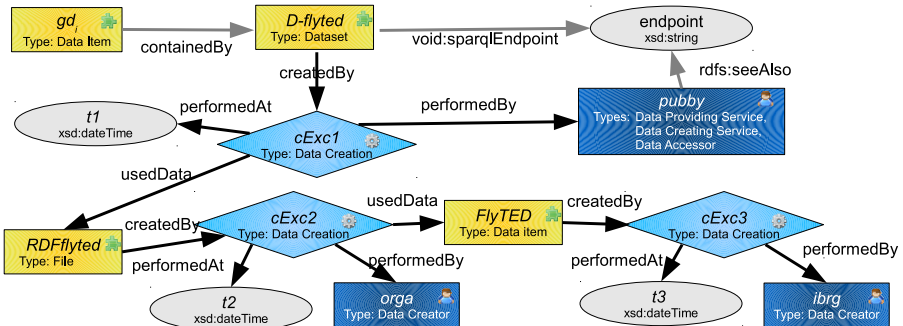 gd_i
Type: Data Item
containedBy
D-flyted
Type: Dataset
void:sparqlEndpoint
endpoint
xsd:string
createdBy
rdfs:seeAlso
t1
xsd:dateTime
performedAt
performedBy
pubby
Types: Data Providing Service,
Data Creating Service,
Data Accessor
cExc1
Type: Data Creation
usedData
RDFflyted
Type: File
createdBy
cExc2
Type: Data Creation
usedData
FlyTED
Type: Data item
createdBy
cExc3
Type: Data Creation
performedAt
performedBy
performedAt
performedBy
t2
xsd:dateTime
orga
Type: Data Creator
t3
xsd:dateTime
ibrg
Type: Data Creator